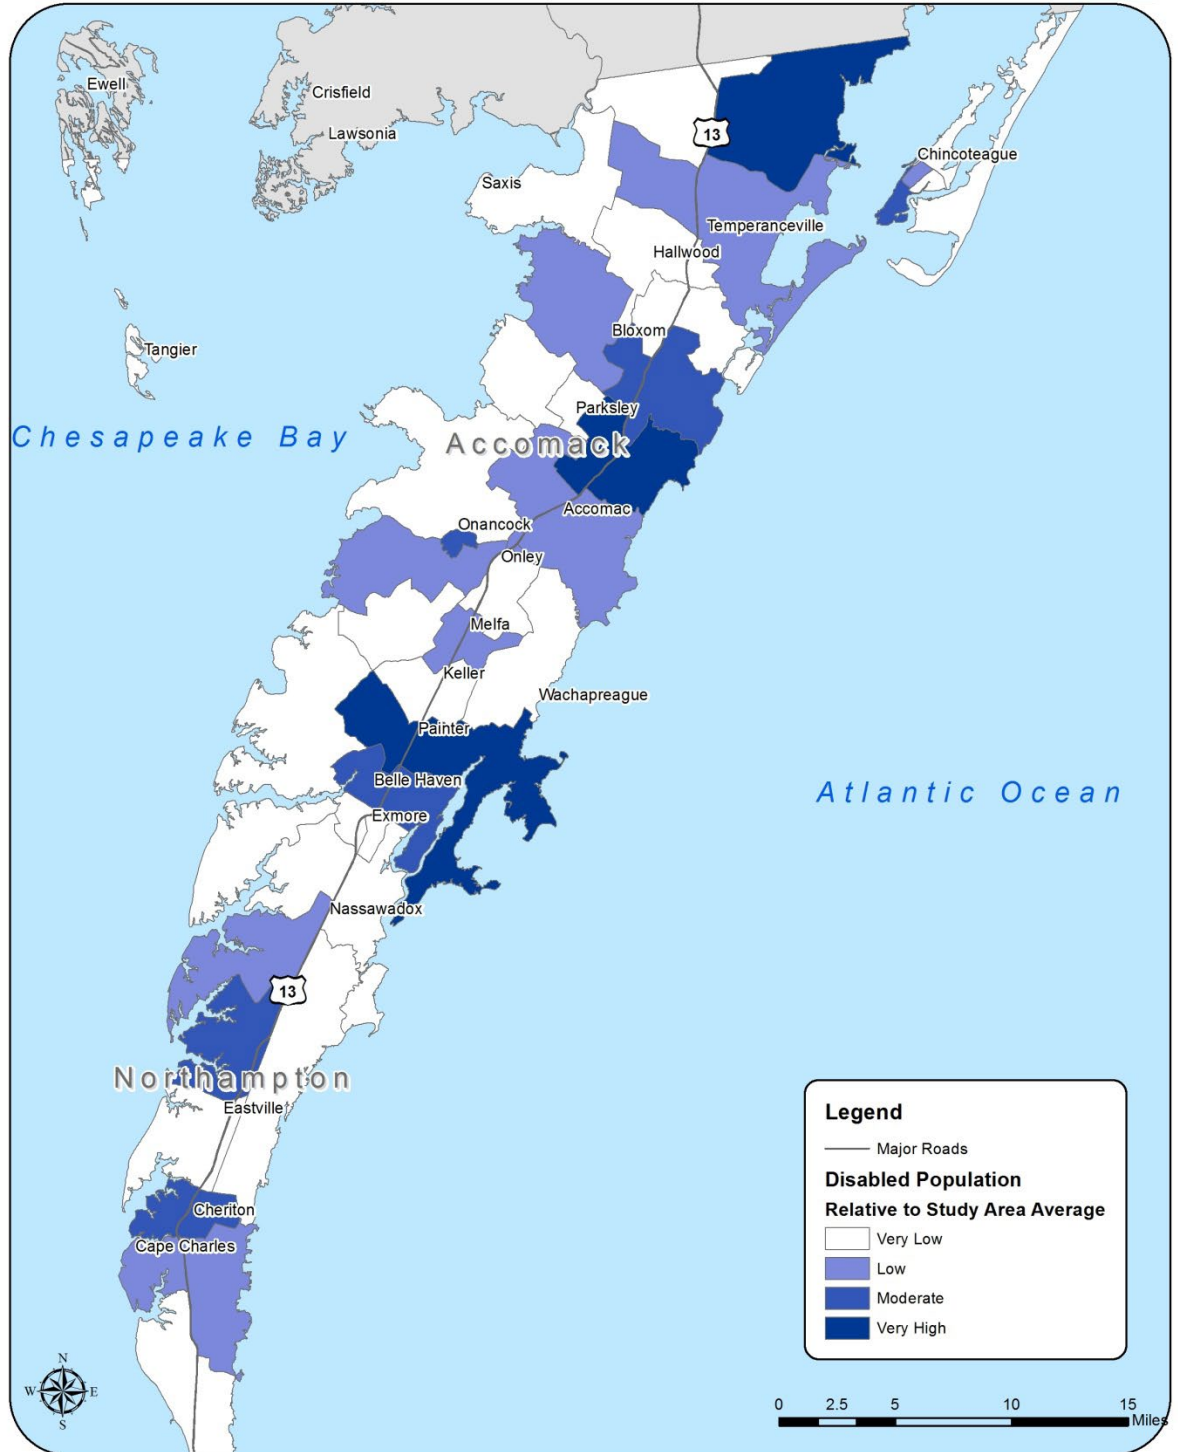 Ewell
Crisfield
Lawsonia
13
Chincoteague
Saxis
Temperanceville
Hallwood
Bloxom
Tangier
Parksley
Chesapeake Bay
Accomack
Accomac
Onancock
Onley
Melfa
Keller
Wachapreague
Painter
Belle Haven
Atlantic Ocean
Exmore
Nassawadox
13
Northampton
Eastville
Cheriton
Cape Charles
Legend
Major Roads
Disabled Population
Relative to Study Area Average
Very Low
Low
Moderate
Very High
N
W E
S
0 2.5 5 10 15
Miles